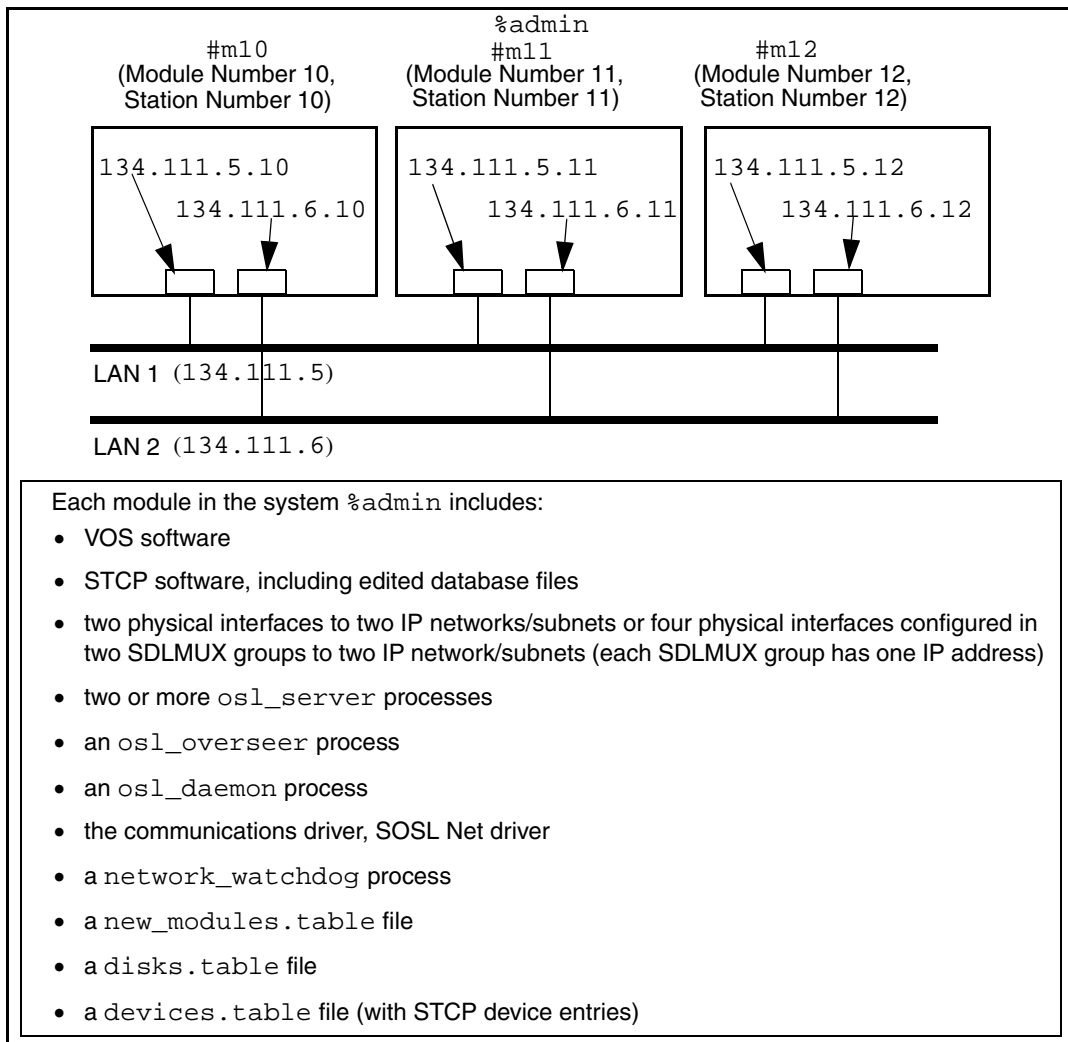 %admin
#m10
(Module Number 10,
Station Number 10)
#m11
(Module Number 11,
Station Number 11)
#m12
(Module Number 12,
Station Number 12)
134.111.5.10
134.111.6.10
134.111.5.11
134.111.6.11
134.111.5.12
134.111.6.12
LAN 1 (134.111.5)
LAN 2 (134.111.6)
Each module in the system %admin includes:
• VOS software
• STCP software, including edited database files
• two physical interfaces to two IP networks/subnets or four physical interfaces configured in
two SDLMUX groups to two IP network/subnets (each SDLMUX group has one IP address)
• two or more osl_server processes
• an osl_overseer process
• an osl_daemon process
• the communications driver, SOSL Net driver
• a network_watchdog process
• a new_modules.table file
• a disks.table file
• a devices.table file (with STCP device entries)